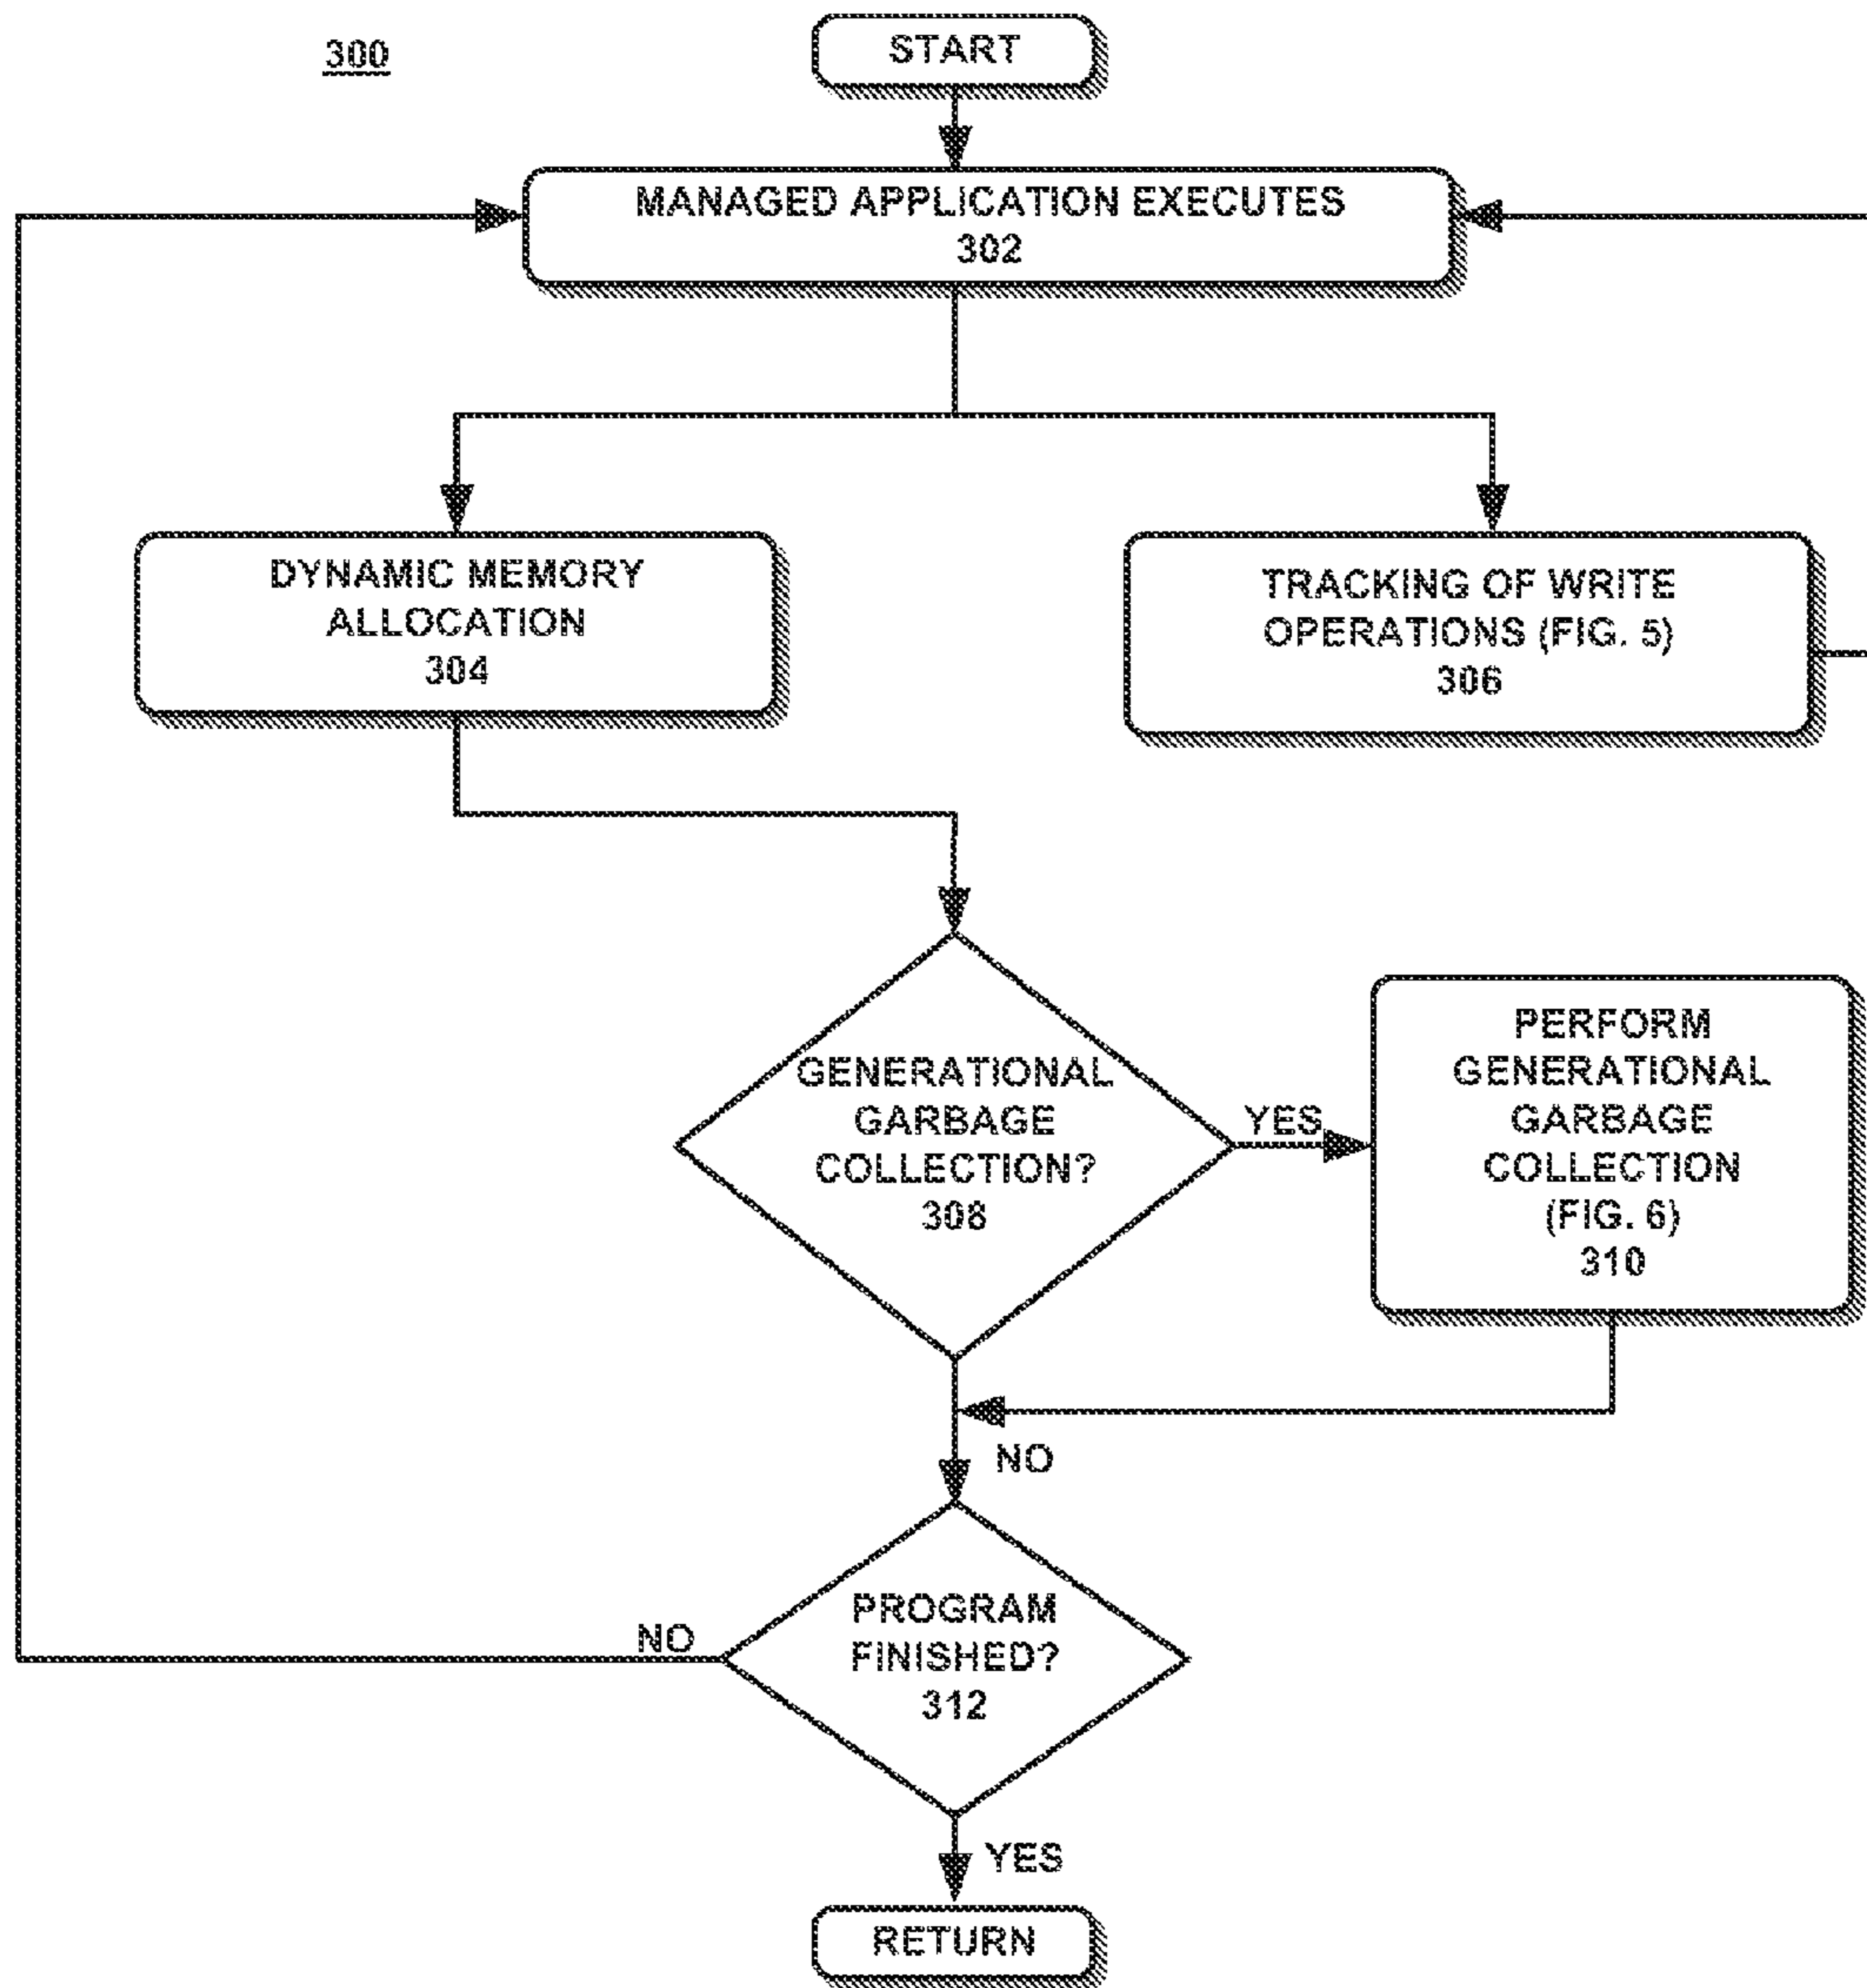 300
START
MANAGED APPLICATION EXECUTES
302
DYNAMIC MEMORY
ALLOCATION
304
TRACKING OF WRITE
OPERATIONS (FIG. 5)
306
GENERATIONAL
GARBAGE
COLLECTION?
308
YES
PERFORM
GENERATIONAL
GARBAGE
COLLECTION
(FIG. 6)
310
NO
PROGRAM
FINISHED?
312
NO
YES
RETURN